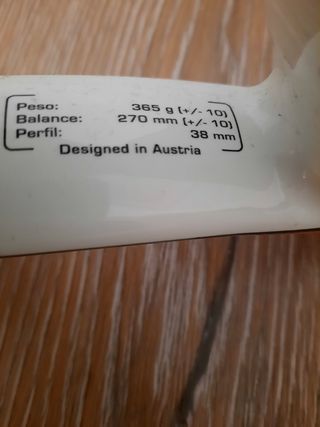 Peso: 365 g (+/- 10)
Balance: 270 mm (+/- 10)
Perfil: 38 mm
Designed in Austria